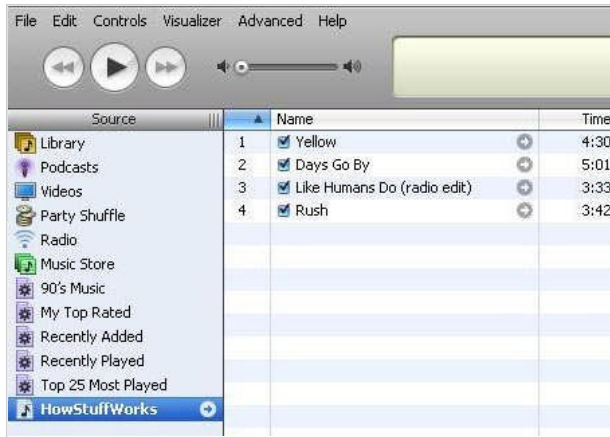 File Edit Controls Visualizer Advanced Help
Source Name Time
Library
Podcasts
Videos
Party Shuffle
Radio
Music Store
90's Music
My Top Rated
Recently Added
Recently Played
Top 25 Most Played
HowStuffWorks
1 Yellow 4:30
2 Days Go By 5:01
3 Like Humans Do (radio edit) 3:33
4 Rush 3:42